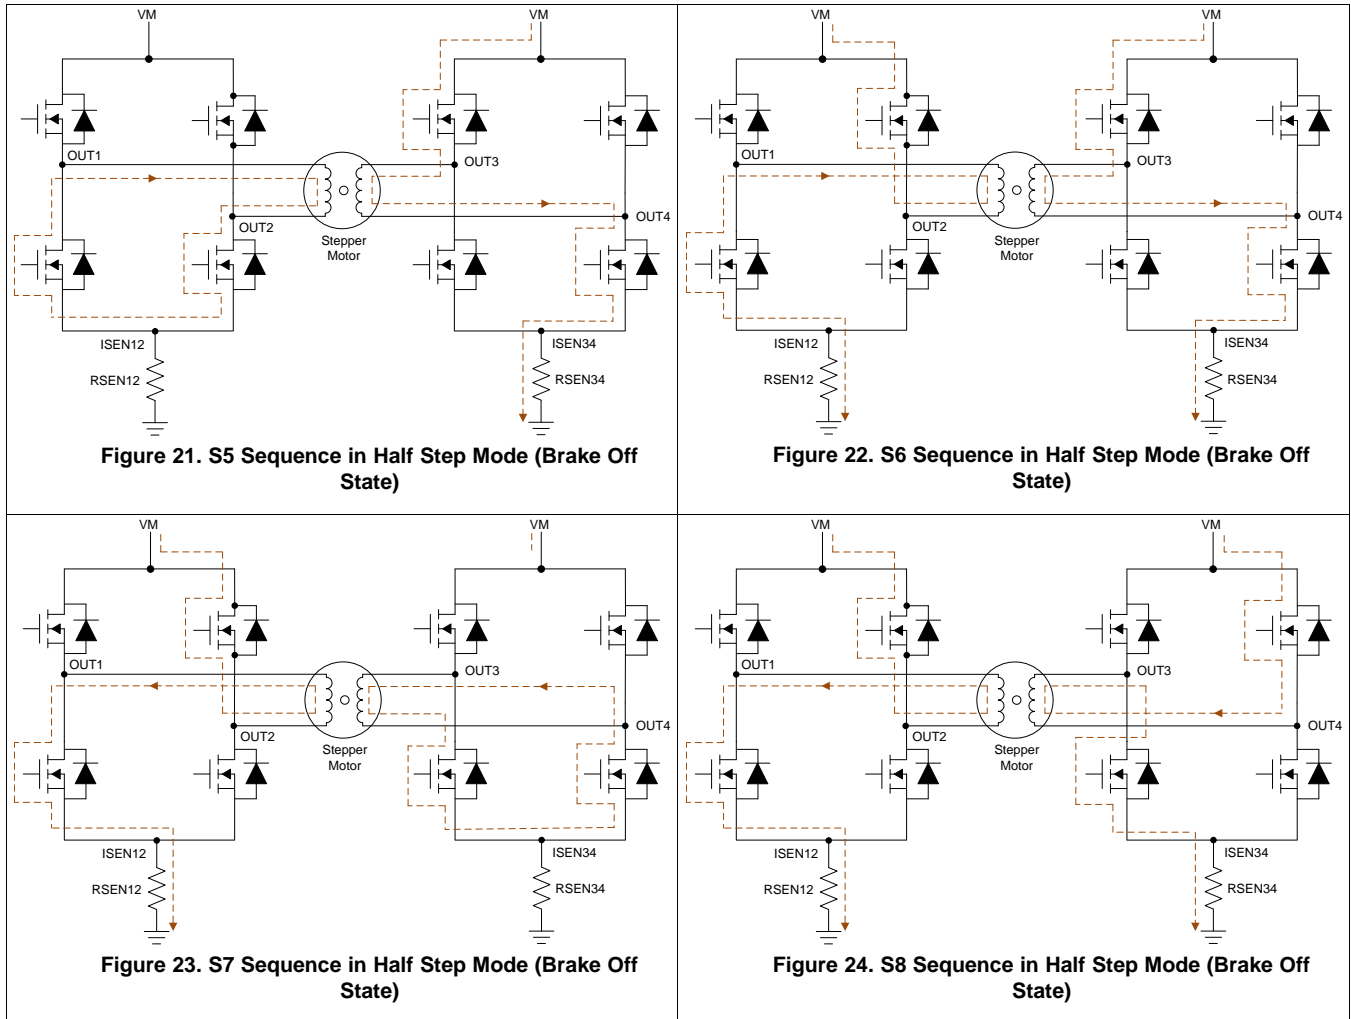 VM
VM
OUT1
OUT3
OUT2
OUT4
Stepper
Motor
ISEN12
ISEN34
RSEN12
RSEN34
Figure 21. S5 Sequence in Half Step Mode (Brake Off
State)
VM
VM
OUT1
OUT3
OUT2
OUT4
Stepper
Motor
ISEN12
ISEN34
RSEN12
RSEN34
Figure 22. S6 Sequence in Half Step Mode (Brake Off
State)
VM
VM
OUT1
OUT3
OUT2
OUT4
Stepper
Motor
ISEN12
ISEN34
RSEN12
RSEN34
Figure 23. S7 Sequence in Half Step Mode (Brake Off
State)
VM
VM
OUT1
OUT3
OUT2
OUT4
Stepper
Motor
ISEN12
ISEN34
RSEN12
RSEN34
Figure 24. S8 Sequence in Half Step Mode (Brake Off
State)